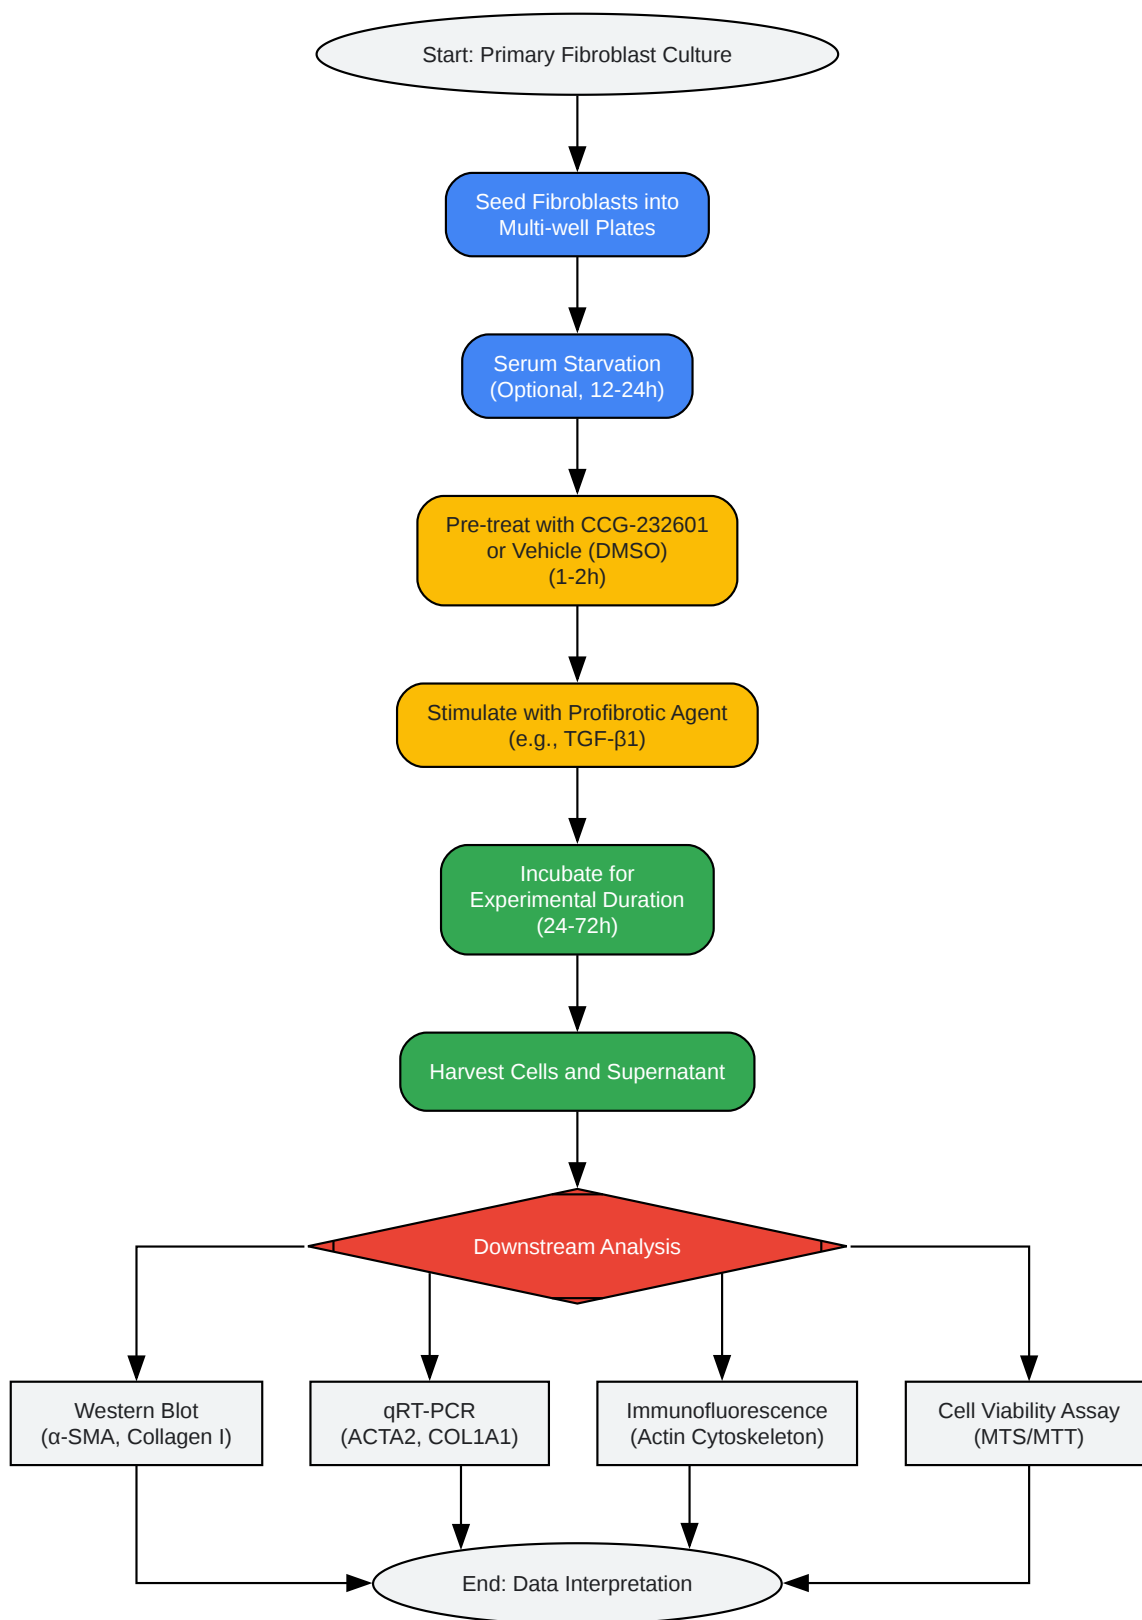 Start: Primary Fibroblast Culture
Seed Fibroblasts into
Multi-well Plates
Serum Starvation
(Optional, 12-24h)
Pre-treat with CCG-232601
or Vehicle (DMSO)
(1-2h)
Stimulate with Profibrotic Agent
(e.g., TGF-β1)
Incubate for
Experimental Duration
(24-72h)
Harvest Cells and Supernatant
Downstream Analysis
Western Blot
(α-SMA, Collagen I)
qRT-PCR
(ACTA2, COL1A1)
Immunofluorescence
(Actin Cytoskeleton)
Cell Viability Assay
(MTS/MTT)
End: Data Interpretation